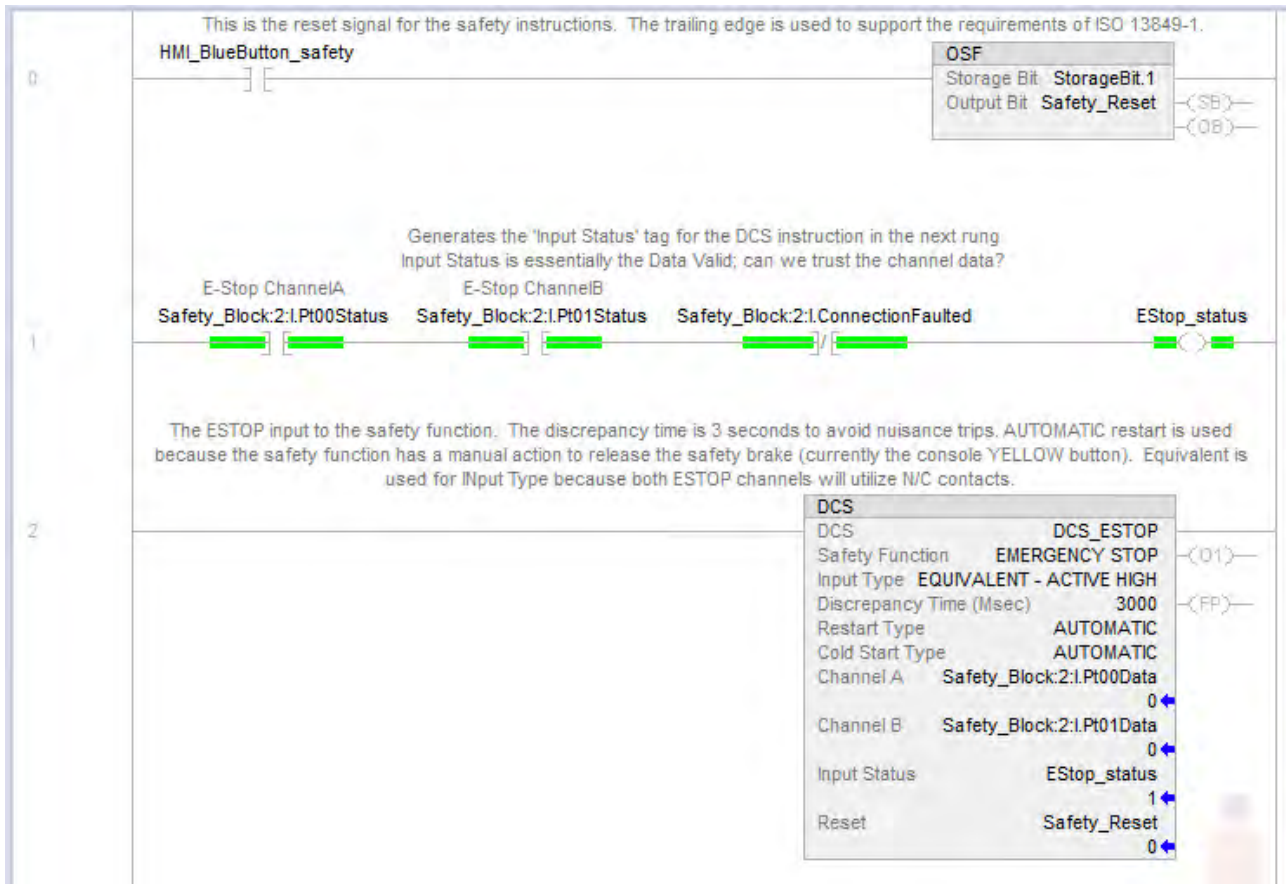 This is the reset signal for the safety instructions. The trailing edge is used to support the requirements of ISO 13849-1.
HMI_BlueButton_safety
OSF
0
Storage Bit StorageBit.1
Output Bit Safety_Reset
SB
OB
Generates the 'Input Status' tag for the DCS instruction in the next rung
Input Status is essentially the Data Valid; can we trust the channel data?
E-Stop ChannelA E-Stop ChannelB
Safety_Block:2:I.Pt00Status Safety_Block:2:I.Pt01Status Safety_Block:2:I.ConnectionFaulted EStop_status
1
The ESTOP input to the safety function. The discrepancy time is 3 seconds to avoid nuisance trips. AUTOMATIC restart is used
because the safety function has a manual action to release the safety brake (currently the console YELLOW button). Equivalent is
used for INput Type because both ESTOP channels will utilize N/C contacts.
DCS
2
DCS DCS_ESTOP
Safety Function EMERGENCY STOP O1
Input Type EQUIVALENT - ACTIVE HIGH
Discrepancy Time (Msec) 3000 FP
Restart Type AUTOMATIC
Cold Start Type AUTOMATIC
Channel A Safety_Block:2:I.Pt00Data
0
Channel B Safety_Block:2:I.Pt01Data
0
Input Status EStop_status
1
Reset Safety_Reset
0